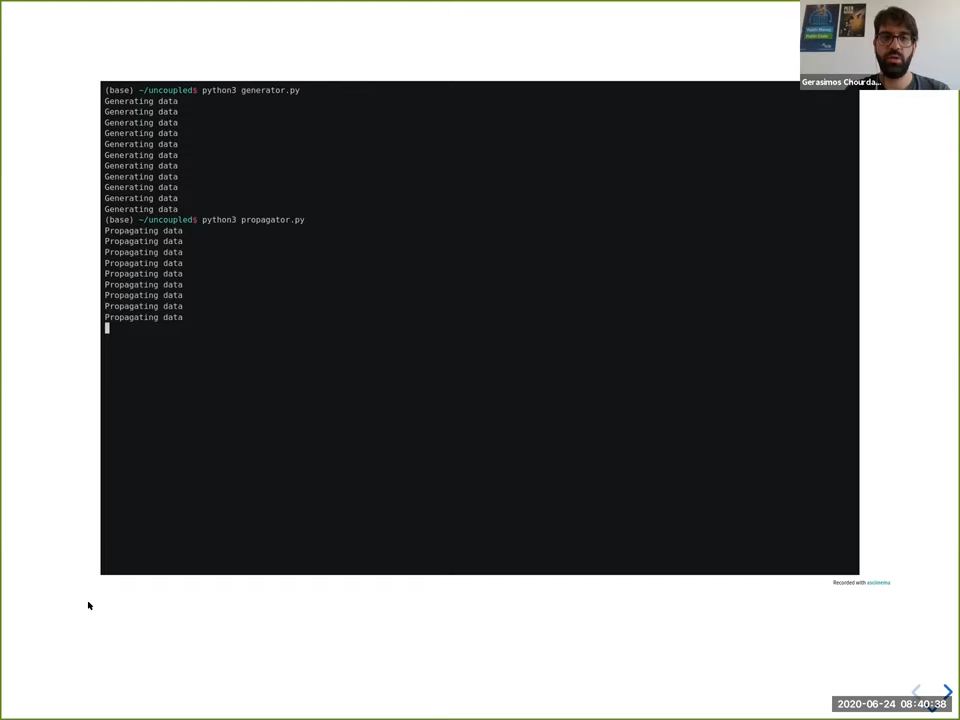 (base) ~/uncoupled$ python3 generator.py
Generating data
Generating data
Generating data
Generating data
Generating data
Generating data
Generating data
Generating data
Generating data
Generating data
Generating data
(base) ~/uncoupled$ python3 propagator.py
Propagating data
Propagating data
Propagating data
Propagating data
Propagating data
Propagating data
Propagating data
Propagating data
Propagating data
Gerasimos Chourda...
Recorded with asciinema
2020-06-24 08:40:38